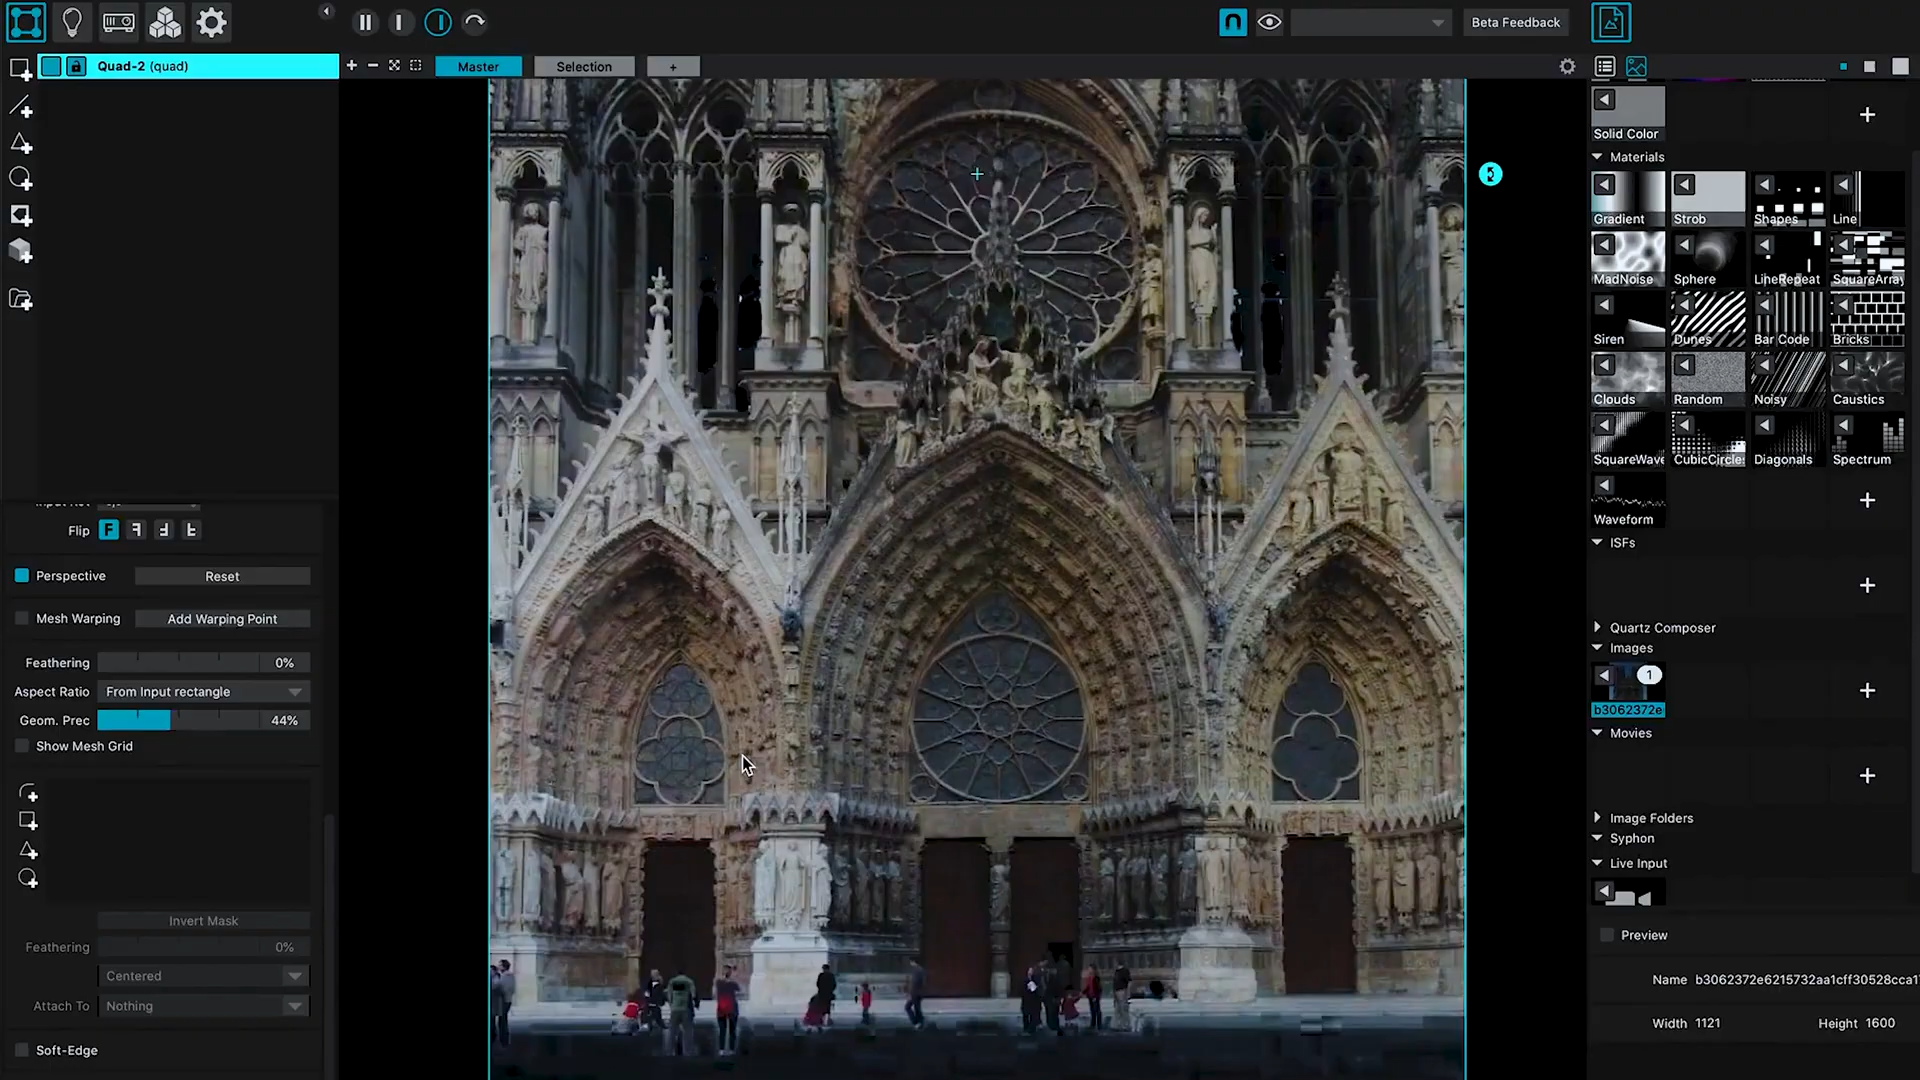 Beta Feedback
Quad-2 (quad)
Master
Selection
+
Solid Color
Materials
Gradient
Strob
Shapes
Line
MadNoise
Sphere
LineRepeat
SquareArray
Siren
Dunes
Bar Code
Bricks
Clouds
Random
Noisy
Caustics
SquareWave
CubicCircle
Diagonals
Spectrum
Waveform
ISFs
Quartz Composer
Images
1
b3062372e
Movies
Image Folders
Syphon
Live Input
Preview
Name b3062372e6215732aa1cff30528cca1
Width 1121
Height 1600
Flip
Perspective
Reset
Mesh Warping
Add Warping Point
Feathering
0%
Aspect Ratio
From Input rectangle
Geom. Prec
44%
Show Mesh Grid
Invert Mask
Feathering
0%
Centered
Attach To
Nothing
Soft-Edge